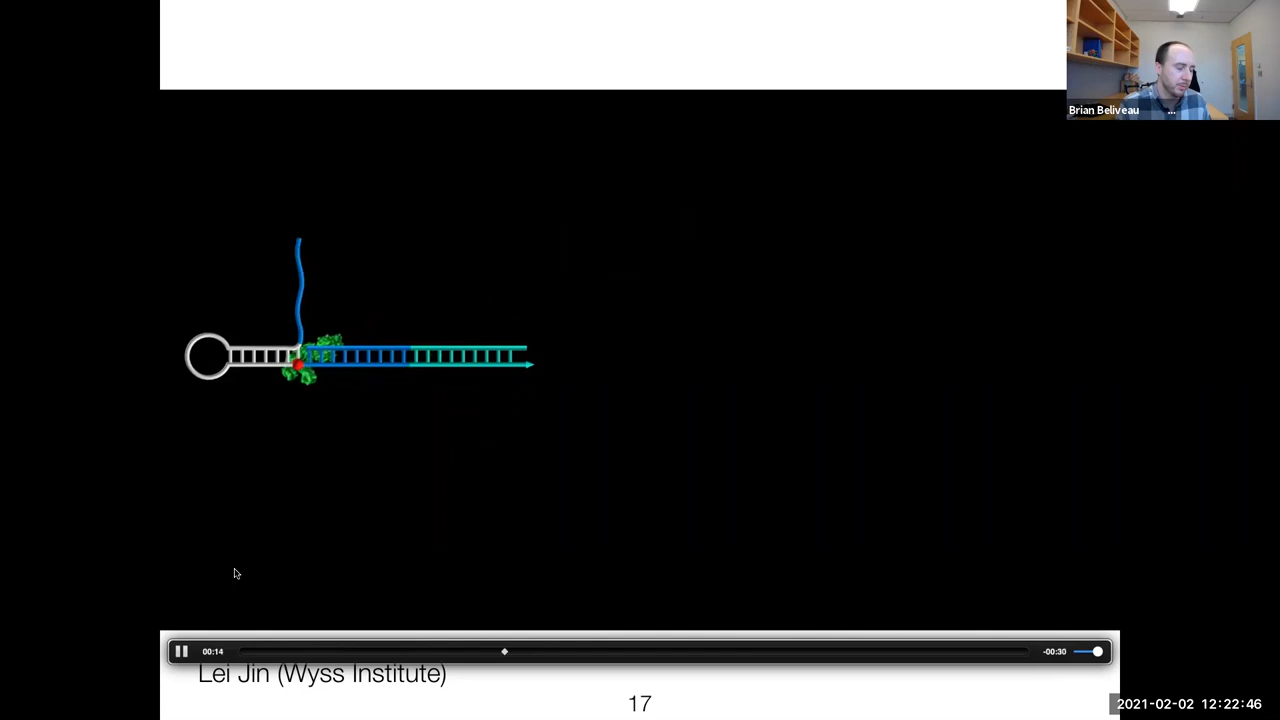 Brian Beliveau
...
00:14
-00:30
Lei Jin (Wyss Institute)
17
2021-02-02 12:22:46